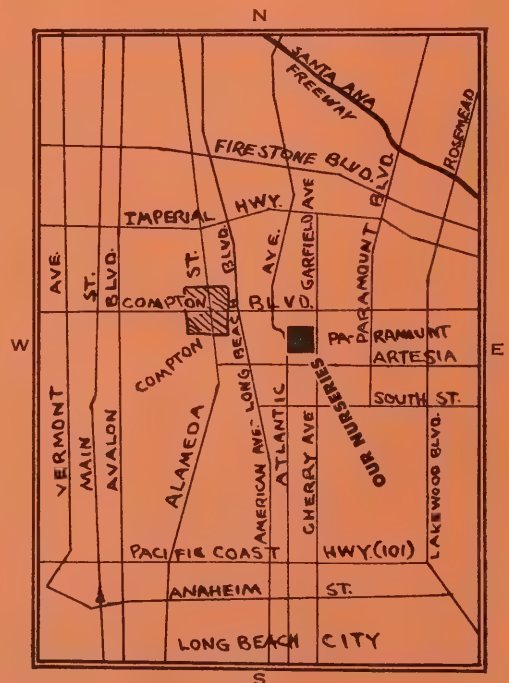 N
SANTA ANA
FREEWAY
ROSEMEAD
FIRESTONE BLVD.
IMPERIAL HWY.
AVE.
ST.
BLVD.
ST.
BLVD.
AVE.
GARFIELD AVE
PARAMOUNT BLVD.
COMPTON BLVD.
W
COMPTON
PA-RAMOUNT
ARTESIA
E
SOUTH ST.
OUR NURSERIES
VERMONT
MAIN
AVALON
ALAMEDA
AMERICAN AVE-LONG BEACH
ATLANTIC
CHERRY AVE
LAKEWOOD BLVD.
PACIFIC COAST HWY.(101)
ANAHEIM ST.
LONG BEACH CITY
S